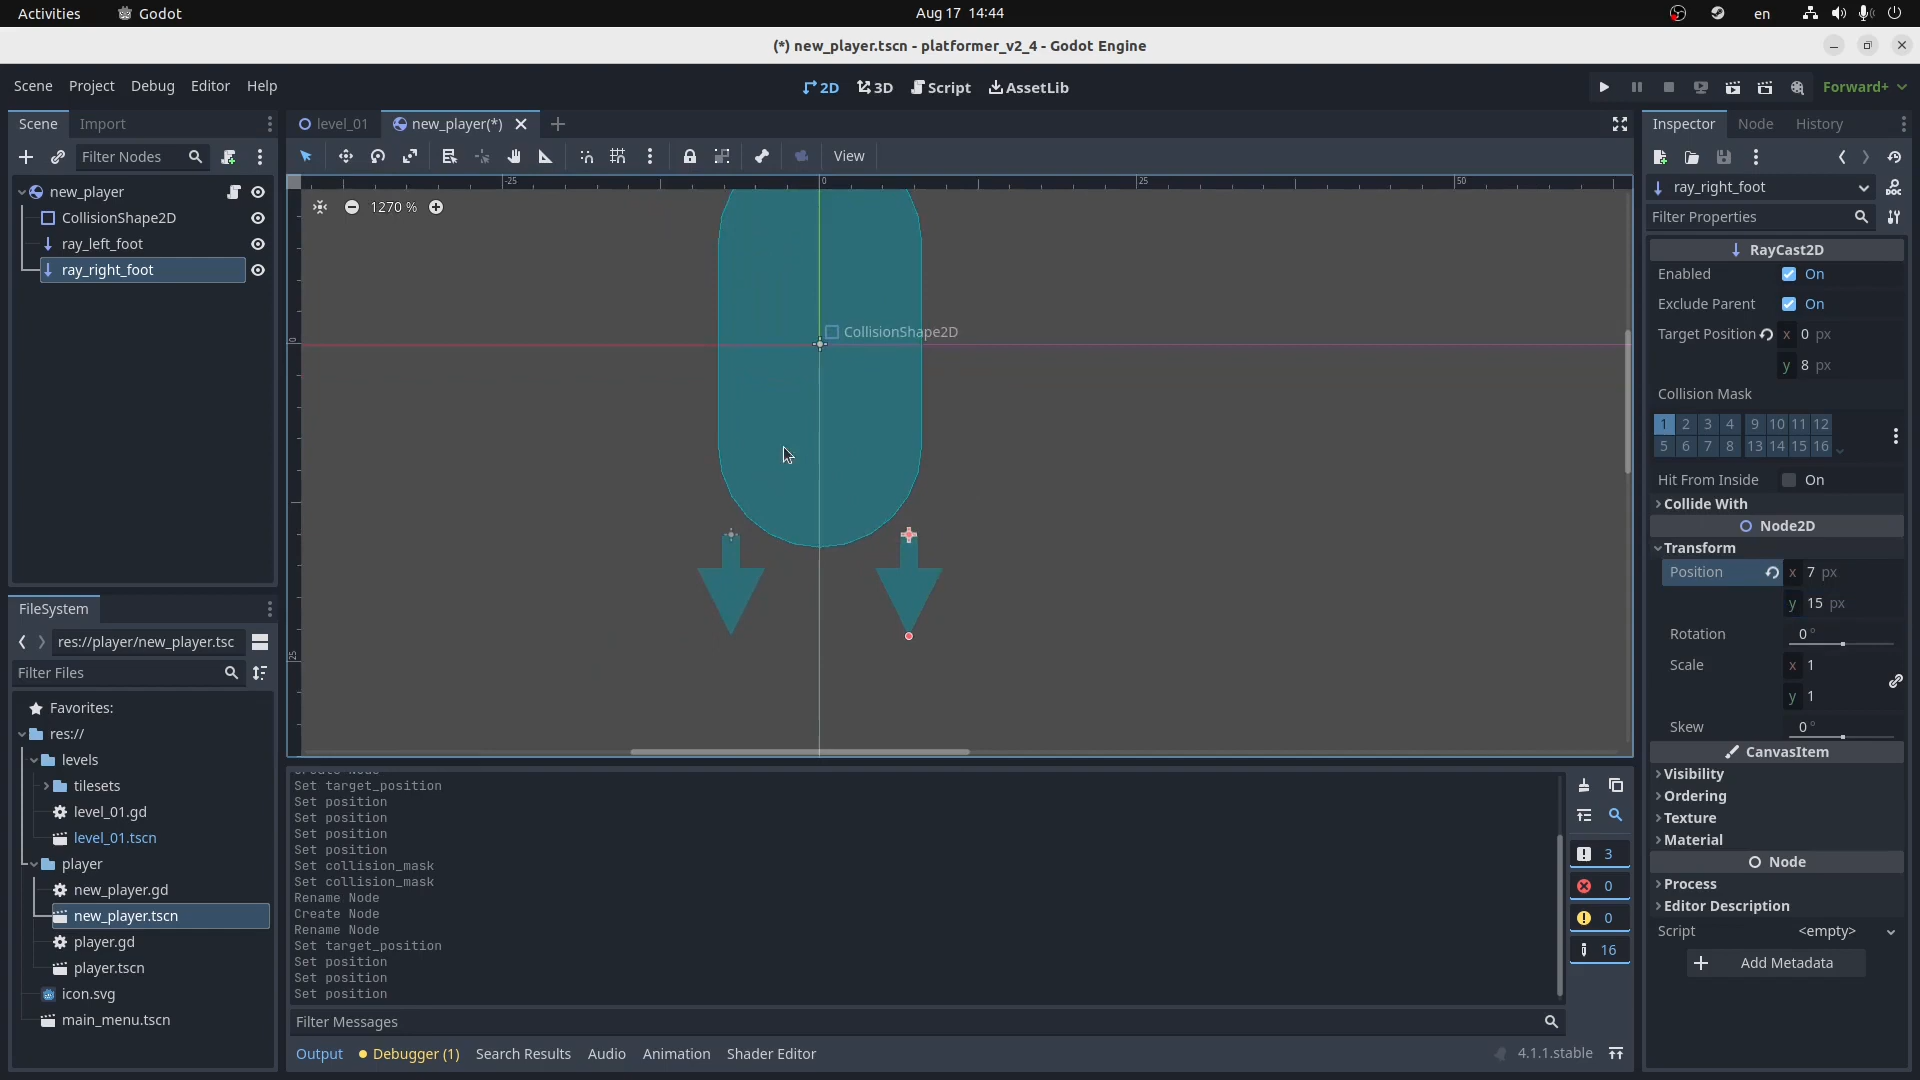 Activities Godot Aug 17 14:44 en
(*) new_player.tscn - platformer_v2_4 - Godot Engine
Scene Project Debug Editor Help 2D 3D Script AssetLib Forward+
Scene Import level_01 new_player(*) Inspector Node History
Filter Nodes View
-25 0 25 50
new_player
1270 %
ray_right_foot
CollisionShape2D
Filter Properties
ray_left_foot
RayCast2D
ray_right_foot
Enabled On
Exclude Parent On
CollisionShape2D
Target Position x 0 px
0
y 8 px
Collision Mask
1 2 3 4 9 10 11 12
5 6 7 8 13 14 15 16
Hit From Inside On
Collide With
Node2D
Transform
Position x 7 px
y 15 px
FileSystem
Rotation 0 °
res://player/new_player.tsc
25
Scale x 1
Filter Files
y 1
Favorites:
Skew 0 °
res://
CanvasItem
levels
Visibility
tilesets
Ordering
level_01.gd
Texture
level_01.tscn
Material
player
Node
new_player.gd
Process
new_player.tscn
Editor Description
player.gd
Script <empty>
player.tscn
Add Metadata
icon.svg
main_menu.tscn
Create Node
Set target_position
Set position
Set position
Set position
Set position
Set collision_mask
Set collision_mask
Rename Node
Create Node
Rename Node
Set target_position
Set position
Set position
Set position
3
0
0
16
Filter Messages
Output Debugger (1) Search Results Audio Animation Shader Editor 4.1.1.stable